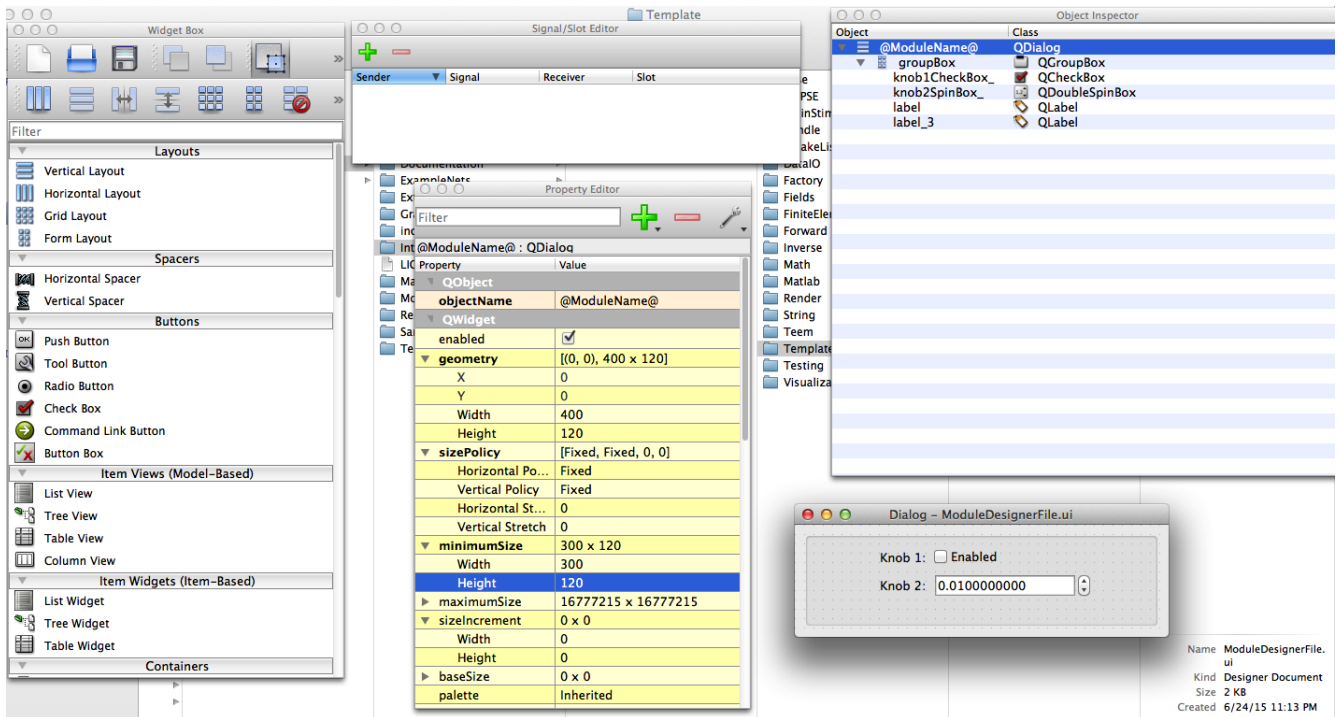 Template
Widget Box
Filter
Layouts
Vertical Layout
Horizontal Layout
Grid Layout
Form Layout
Spacers
Horizontal Spacer
Vertical Spacer
Buttons
OK
Push Button
Tool Button
Radio Button
Check Box
Command Link Button
Button Box
Item Views (Model-Based)
List View
Tree View
Table View
Column View
Item Widgets (Item-Based)
List Widget
Tree Widget
Table Widget
Containers
Signal/Slot Editor
Sender Signal Receiver Slot
Documentation
ExampleNets
Property Editor
Filter
@ModuleName@ : QDialog
Property Value
QObject
objectName @ModuleName@
QWidget
enabled
geometry [(0, 0), 400 x 120]
X 0
Y 0
Width 400
Height 120
sizePolicy [Fixed, Fixed, 0, 0]
Horizontal Po... Fixed
Vertical Policy Fixed
Horizontal St... 0
Vertical Stretch 0
minimumSize 300 x 120
Width 300
Height 120
maximumSize 16777215 x 16777215
sizeIncrement 0 x 0
Width 0
Height 0
baseSize 0 x 0
palette Inherited
DataIO
Factory
Fields
FiniteEle
Forward
Inverse
Math
Matlab
Render
String
Teem
Template
Testing
Visualiza
Object Inspector
Object Class
@ModuleName@ QDialog
groupBox QGroupBox
knob1CheckBox_ QCheckBox
knob2SpinBox_ QDoubleSpinBox
label QLabel
label_3 QLabel
Dialog - ModuleDesignerFile.ui
Knob 1: Enabled
Knob 2: 0.0100000000
Name ModuleDesignerFile.
ui
Kind Designer Document
Size 2 KB
Created 6/24/15 11:13 PM